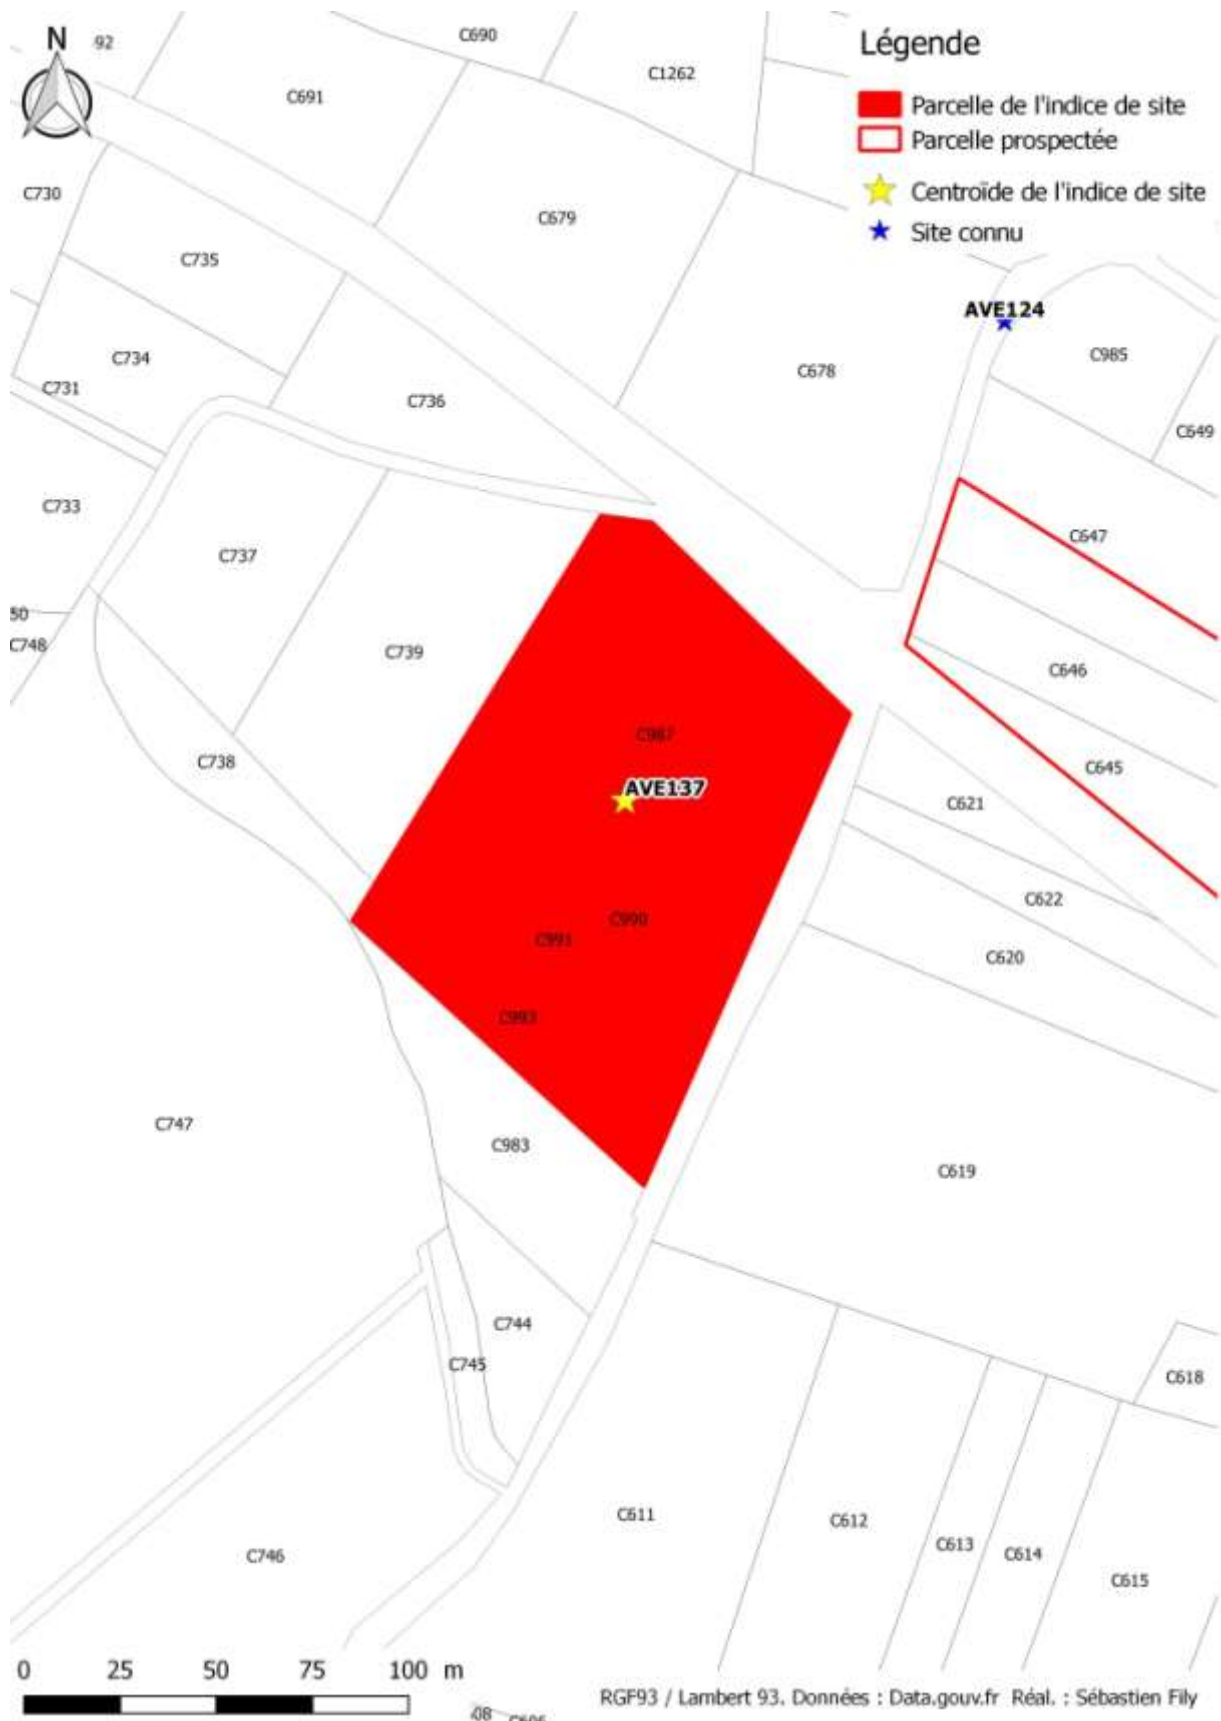 N
92
C690
C691
C1262
Légende
Parcelle de l'indice de site
Parcelle prospectée
Centroïde de l'indice de site
Site connu
C730
C679
C735
AVE124
C734
C985
C731
C678
C736
C649
C733
C647
C737
C748
C739
C646
C987
C738
C645
AVE137
C621
C622
C990
C991
C620
C993
C747
C983
C619
C744
C745
C618
C611
C612
C613
C614
C746
C615
0 25 50 75 100 m
RGF93 / Lambert 93. Données : Data.gouv.fr Réal. : Sébastien Fily